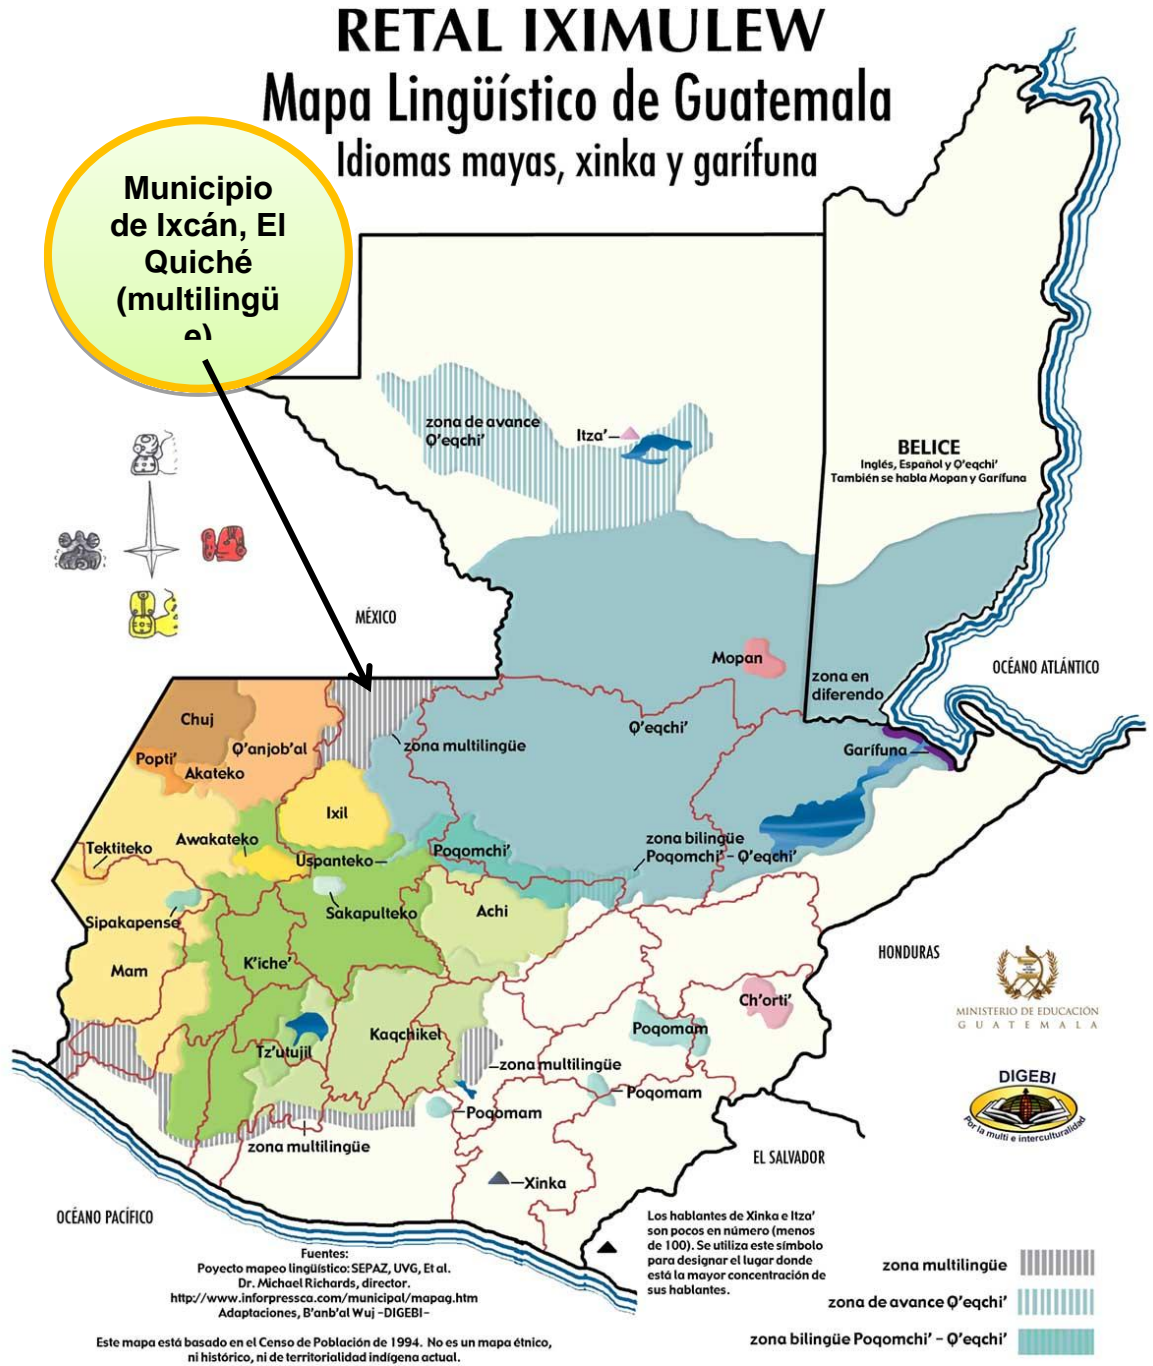 RETAL IXIMULEW
Mapa Lingüístico de Guatemala
Idiomas mayas, xinka y garífuna
Municipio
de Ixcán, El
Quiché
(multilingü
e)
zona de avance
Q'eqchi'
Itza'
BELICE
Inglés, Español y Q'eqchi'
También se habla Mopan y Garífuna
MÉXICO
Mopan
zona en
diferendo
OCÉANO ATLÁNTICO
Chuj
Q'anjob'al
Popti'
Akateko
zona multilingüe
Q'eqchi'
Garífuna
Ixil
Awakateko
Tektiteko
Uspanteko
Poqomchi'
zona bilingüe
Poqomchi' - Q'eqchi'
Sipakapense
Sakapulteko
Achi
Mam
K'iche'
HONDURAS
Ch'orti'
MINISTERIO DE EDUCACIÓN
GUATEMALA
Tz'utujil
Kaqchikel
Poqomam
zona multilingüe
Poqomam
Poqomam
DIGEBI
Por la multi e interculturalidad
zona multilingüe
EL SALVADOR
Xinka
OCÉANO PACÍFICO
Los hablantes de Xinka e Itza'
son pocos en número (menos
de 100). Se utiliza este símbolo
para designar el lugar donde
está la mayor concentración de
sus hablantes.
Fuentes:
Poyecto mapeo lingüístico: SEPAZ, UVG, Et al.
Dr. Michael Richards, director.
http://www.inforpressca.com/municipal/mapag.htm
Adaptaciones, B'anb'al Wuj -DIGEBI-
Este mapa está basado en el Censo de Población de 1994. No es un mapa étnico,
ni histórico, ni de territorialidad indígena actual.
zona multilingüe
zona de avance Q'eqchi'
zona bilingüe Poqomchi' - Q'eqchi'